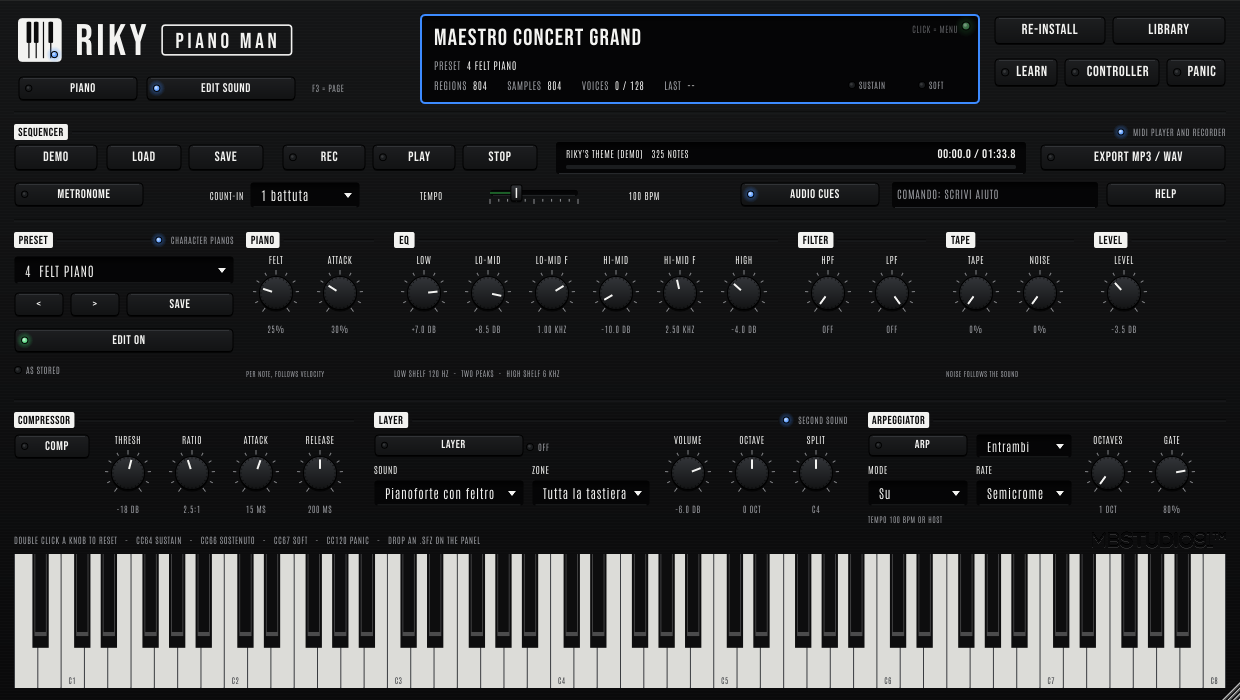 RIKY PIANO MAN
PIANO EDIT SOUND F3 = PAGE
MAESTRO CONCERT GRAND CLICK = MENU
PRESET 4 FELT PIANO
REGIONS 804 SAMPLES 804 VOICES 0 / 128 LAST -- SUSTAIN SOFT
RE-INSTALL LIBRARY
LEARN CONTROLLER PANIC
SEQUENCER MIDI PLAYER AND RECORDER
DEMO LOAD SAVE REC PLAY STOP RIKY'S THEME (DEMO) 325 NOTES 00:00.0 / 01:33.8 EXPORT MP3 / WAV
METRONOME COUNT-IN 1 battuta TEMPO 100 BPM AUDIO CUES COMANDO: SCRIVI AIUTO HELP
PRESET CHARACTER PIANOS PIANO EQ FILTER TAPE LEVEL
4 FELT PIANO
< > SAVE
EDIT ON
AS STORED
FELT ATTACK LOW LO-MID LO-MID F HI-MID HI-MID F HIGH HPF LPF TAPE NOISE LEVEL
25% 30% +7.0 DB +8.5 DB 1.00 KHZ -10.0 DB 2.50 KHZ -4.0 DB OFF OFF 0% 0% -3.5 DB
PER NOTE, FOLLOWS VELOCITY LOW SHELF 120 HZ - TWO PEAKS - HIGH SHELF 6 KHZ NOISE FOLLOWS THE SOUND
COMPRESSOR LAYER SECOND SOUND ARPEGGIATOR
COMP THRESH RATIO ATTACK RELEASE
-18 DB 2.5:1 15 MS 200 MS
LAYER OFF VOLUME OCTAVE SPLIT
SOUND ZONE
Pianoforte con feltro Tutta la tastiera
-6.0 DB 0 OCT C4
ARP Entrambi OCTAVES GATE
MODE RATE
Su Semicrome
1 OCT 80%
TEMPO 100 BPM OR HOST
DOUBLE CLICK A KNOB TO RESET - CC64 SUSTAIN - CC66 SOSTENUTO - CC67 SOFT - CC120 PANIC - DROP AN .SFZ ON THE PANEL
C1 C2 C3 C4 C5 C6 C7 C8